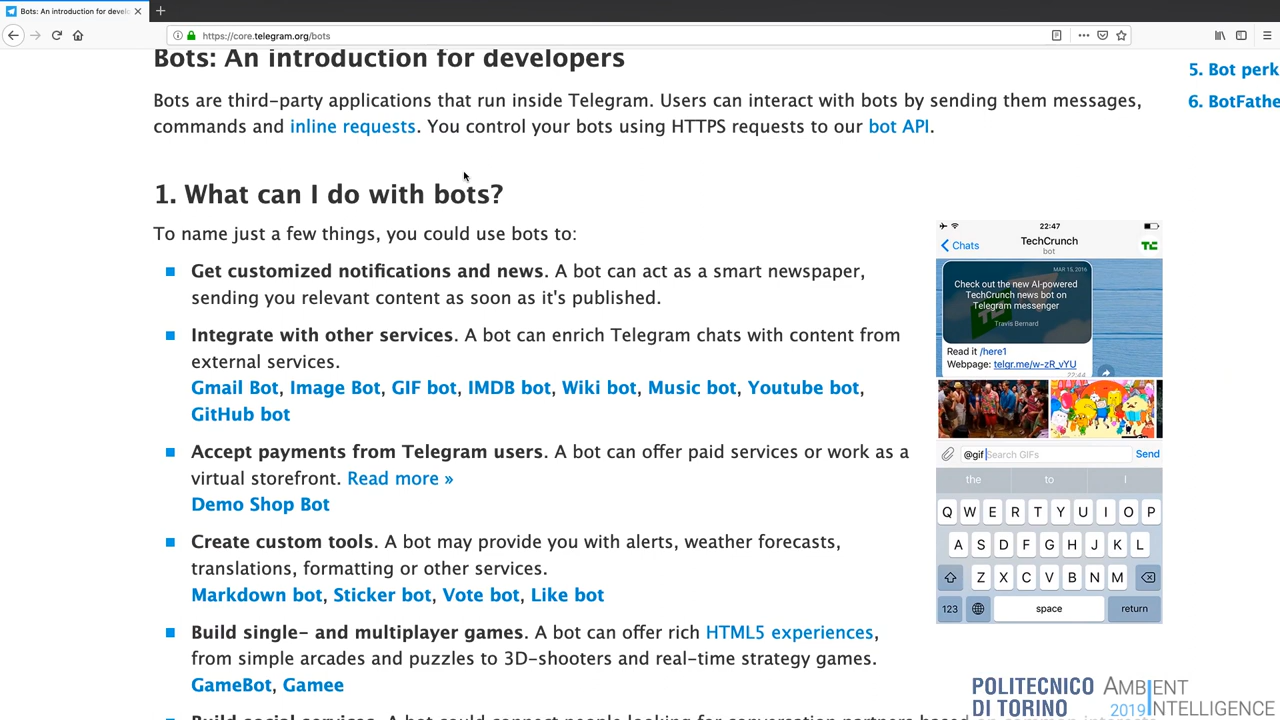 Bots: An introduction for develo
https://core.telegram.org/bots
Bots: An introduction for developers
5. Bot perk
6. BotFathe
Bots are third-party applications that run inside Telegram. Users can interact with bots by sending them messages,
commands and inline requests. You control your bots using HTTPS requests to our bot API.
1. What can I do with bots?
To name just a few things, you could use bots to:
Get customized notifications and news. A bot can act as a smart newspaper,
sending you relevant content as soon as it's published.
Integrate with other services. A bot can enrich Telegram chats with content from
external services.
Gmail Bot, Image Bot, GIF bot, IMDB bot, Wiki bot, Music bot, Youtube bot,
GitHub bot
Accept payments from Telegram users. A bot can offer paid services or work as a
virtual storefront. Read more »
Demo Shop Bot
Create custom tools. A bot may provide you with alerts, weather forecasts,
translations, formatting or other services.
Markdown bot, Sticker bot, Vote bot, Like bot
Build single- and multiplayer games. A bot can offer rich HTML5 experiences,
from simple arcades and puzzles to 3D-shooters and real-time strategy games.
GameBot, Gamee
Build social services. A bot could connect people looking for conversation partners based on common interests
22:47
Chats
TechCrunch
bot
TC
MAR 15, 2016
Check out the new AI-powered
TechCrunch news bot on
Telegram messenger
Travis Bernard
Read it /here1
Webpage: telgr.me/w-zR_vYU
22:44
@gif Search GIFs
Send
the to I
Q W E R T Y U I O P
A S D F G H J K L
Z X C V B N M
123 space return
POLITECNICO
DI TORINO
AMBIENT
2019 INTELLIGENCE